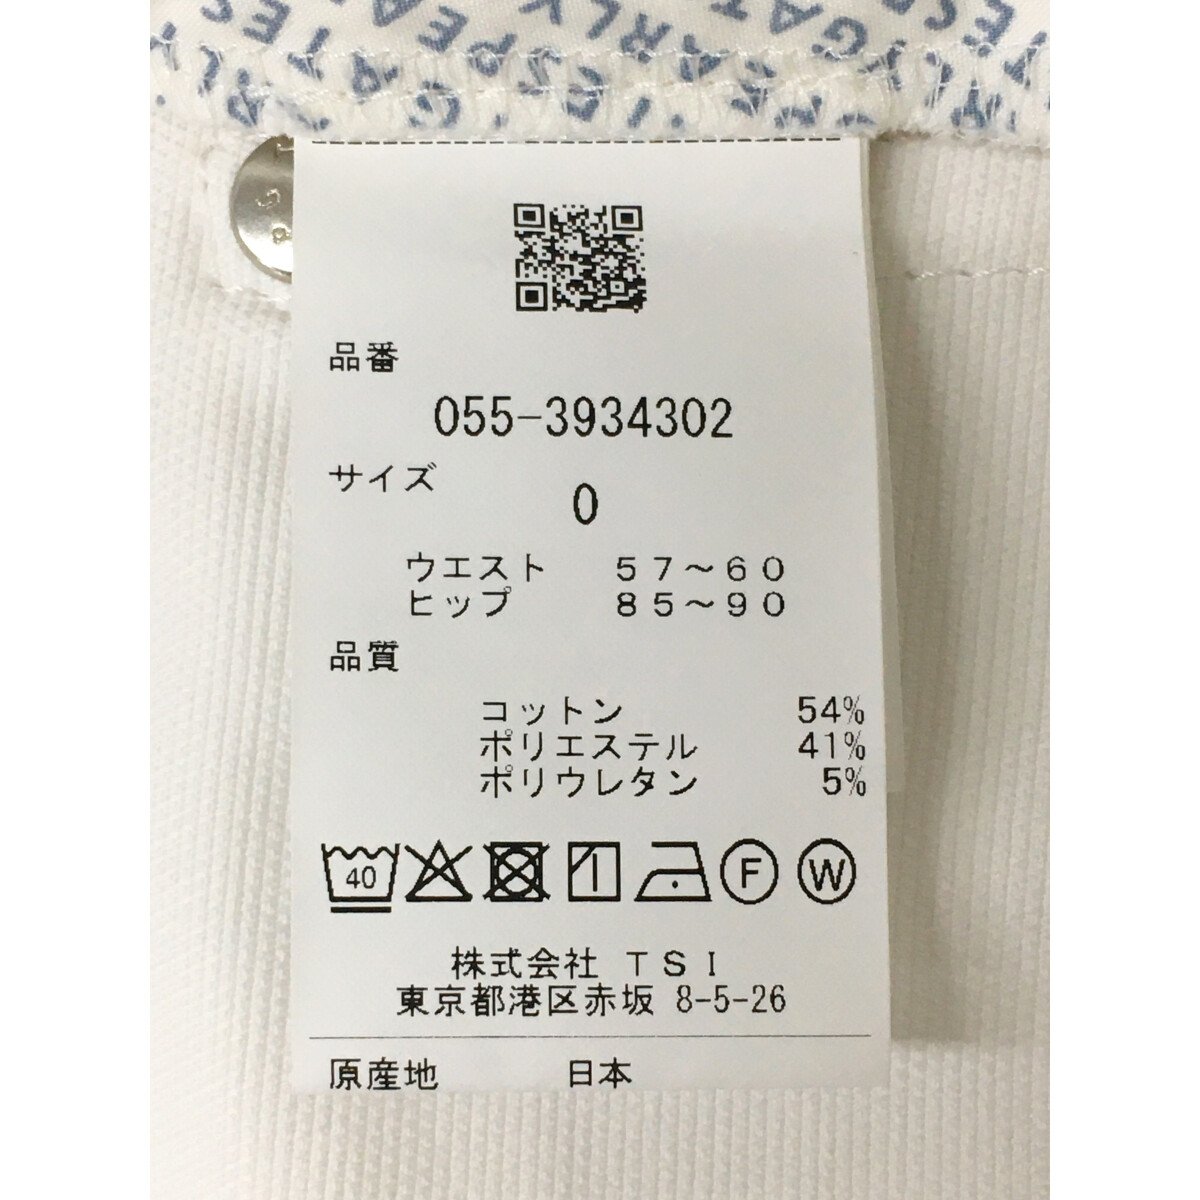 品番
055-3934302
サイズ
0
ウエスト 57～60
ヒップ 85～90
品質
コットン 54%
ポリエステル 41%
ポリウレタン 5%
40 F W
株式会社 TSI
東京都港区赤坂 8-5-26
原産地 日本